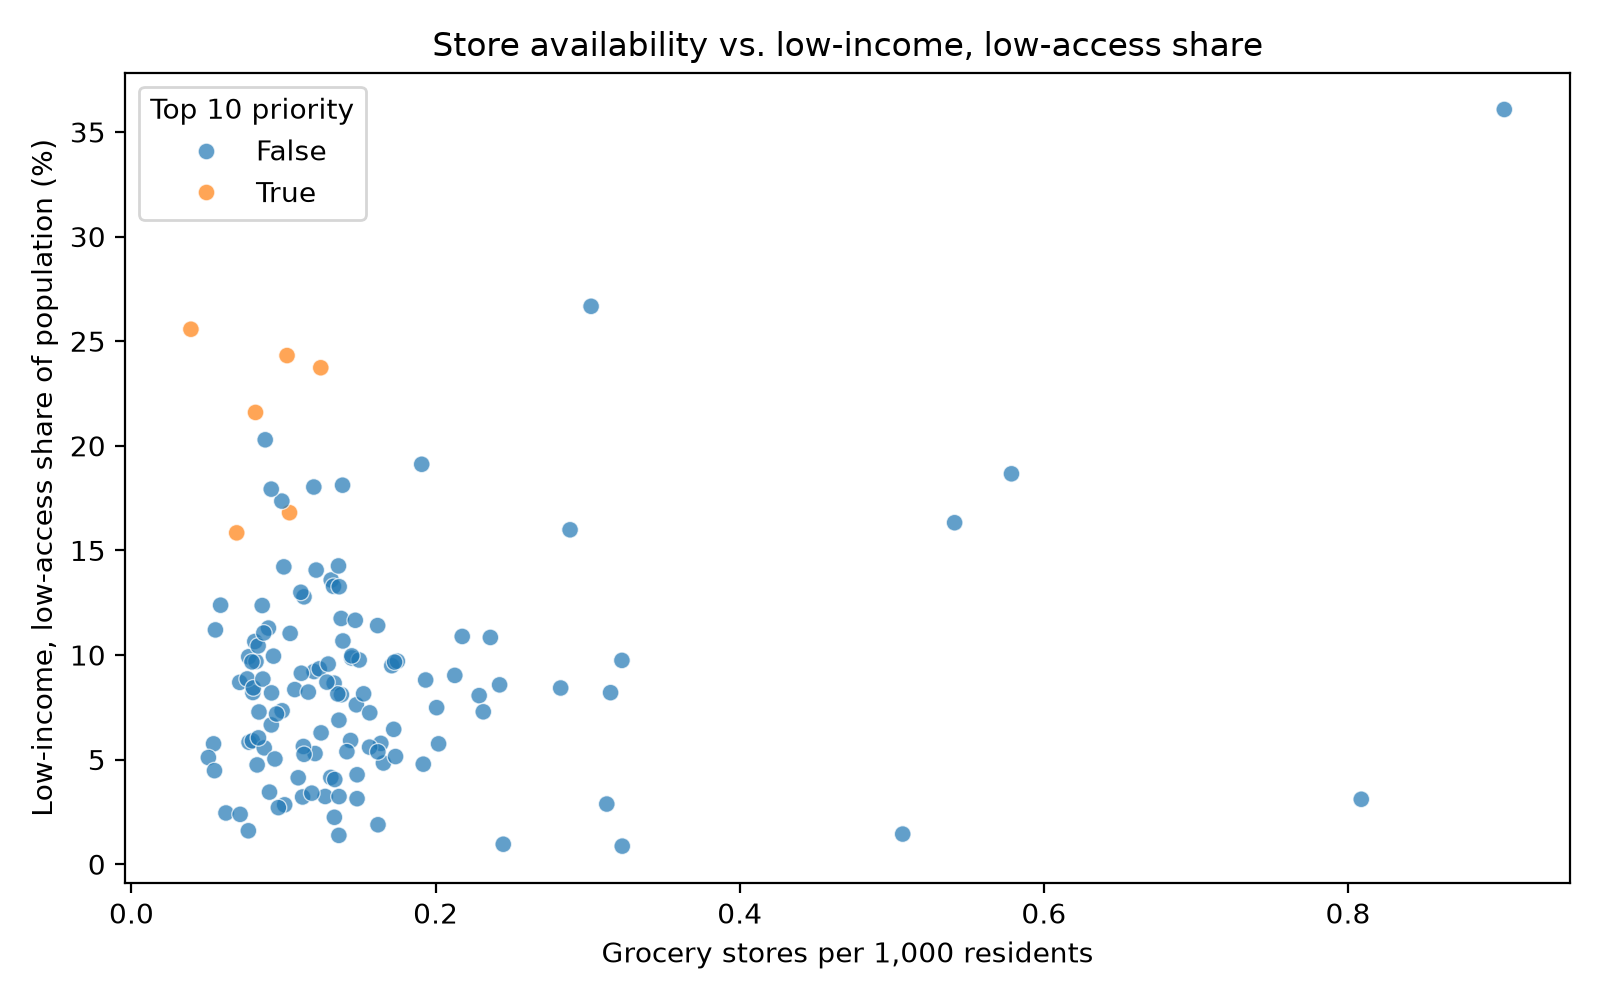 Store availability vs. low-income, low-access share
Top 10 priority
False
True
Low-income, low-access share of population (%)
35
30
25
20
15
10
5
0
0.0 0.2 0.4 0.6 0.8
Grocery stores per 1,000 residents